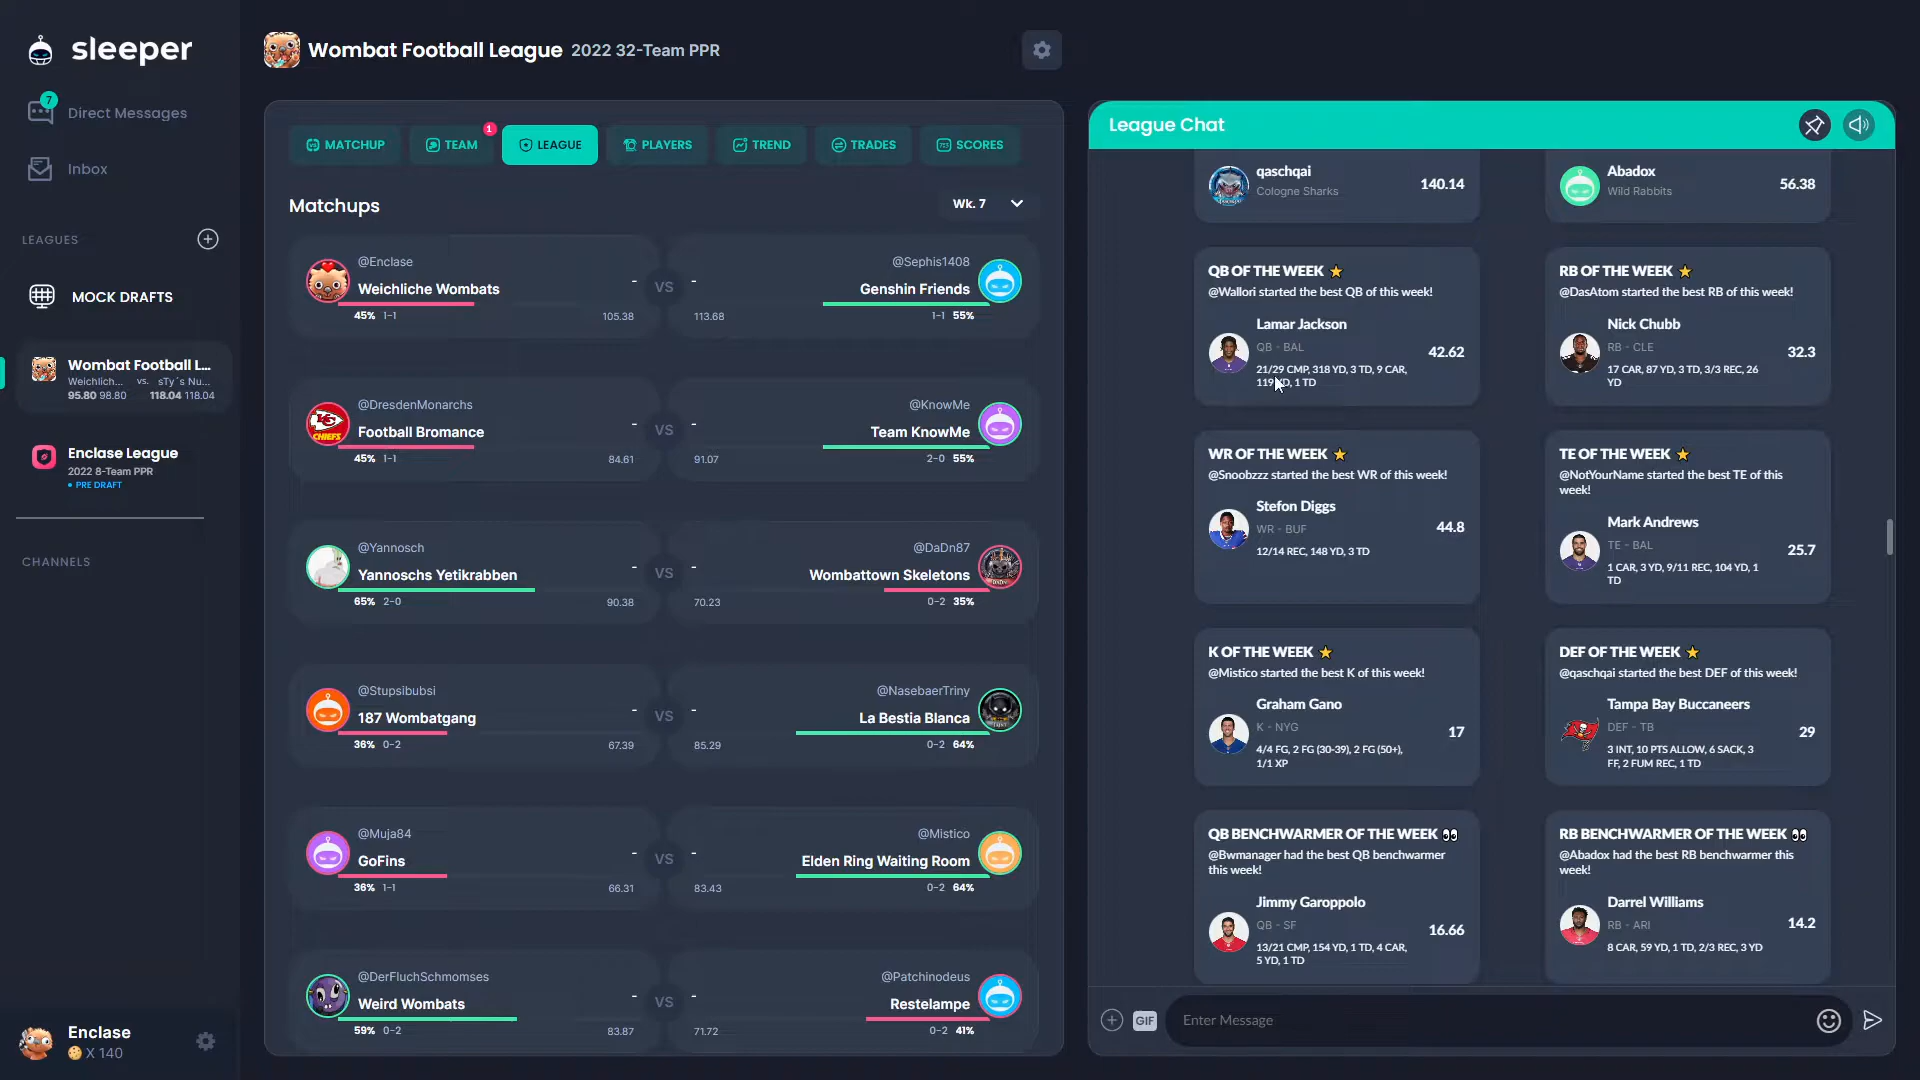 sleeper
7
Direct Messages
Inbox
LEAGUES
MOCK DRAFTS
Wombat Football L...
Weichlich... vs. sTy´s Nu...
95.80 98.80 118.04 118.04
Enclase League
2022 8-Team PPR
• PRE DRAFT
CHANNELS
Enclase
X 140
Wombat Football League 2022 32-Team PPR
MATCHUP
TEAM
1
LEAGUE
PLAYERS
TREND
TRADES
SCORES
Matchups
Wk. 7
@Enclase
Weichliche Wombats
-
45% 1-1 105.38
VS
@Sephis1408
-
Genshin Friends
113.68 1-1 55%
@DresdenMonarchs
CHIEFS
Football Bromance
-
45% 1-1 84.61
VS
@KnowMe
-
Team KnowMe
91.07 2-0 55%
@Yannosch
Yannoschs Yetikrabben
-
65% 2-0 90.38
VS
@DaDn87
-
Wombattown Skeletons
70.23 0-2 35%
@Stupsibubsi
187 Wombatgang
-
36% 0-2 67.39
VS
@NasebaerTriny
-
La Bestia Blanca
85.29 0-2 64%
@Muja84
GoFins
-
36% 1-1 66.31
VS
@Mistico
-
Elden Ring Waiting Room
83.43 0-2 64%
@DerFluchSchmomses
Weird Wombats
-
59% 0-2 83.87
VS
@Patchinodeus
-
Restelampe
71.72 0-2 41%
League Chat
qaschqai
Cologne Sharks
140.14
Abadox
Wild Rabbits
56.38
QB OF THE WEEK ⭐
@Wallori started the best QB of this week!
Lamar Jackson
QB - BAL
42.62
21/29 CMP, 318 YD, 3 TD, 9 CAR,
119 YD, 1 TD
RB OF THE WEEK ⭐
@DasAtom started the best RB of this week!
Nick Chubb
RB - CLE
32.3
17 CAR, 87 YD, 3 TD, 3/3 REC, 26
YD
WR OF THE WEEK ⭐
@Snoobzzz started the best WR of this week!
Stefon Diggs
WR - BUF
44.8
12/14 REC, 148 YD, 3 TD
TE OF THE WEEK ⭐
@NotYourName started the best TE of this
week!
Mark Andrews
TE - BAL
25.7
1 CAR, 3 YD, 9/11 REC, 104 YD, 1
TD
K OF THE WEEK ⭐
@Mistico started the best K of this week!
Graham Gano
K - NYG
17
4/4 FG, 2 FG (30-39), 2 FG (50+),
1/1 XP
DEF OF THE WEEK ⭐
@qaschqai started the best DEF of this week!
Tampa Bay Buccaneers
DEF - TB
29
3 INT, 10 PTS ALLOW, 6 SACK, 3
FF, 2 FUM REC, 1 TD
QB BENCHWARMER OF THE WEEK 👀
@Bwmanager had the best QB benchwarmer
this week!
Jimmy Garoppolo
QB - SF
16.66
13/21 CMP, 154 YD, 1 TD, 4 CAR,
5 YD, 1 TD
RB BENCHWARMER OF THE WEEK 👀
@Abadox had the best RB benchwarmer this
week!
Darrel Williams
RB - ARI
14.2
8 CAR, 59 YD, 1 TD, 2/3 REC, 3 YD
GIF
Enter Message